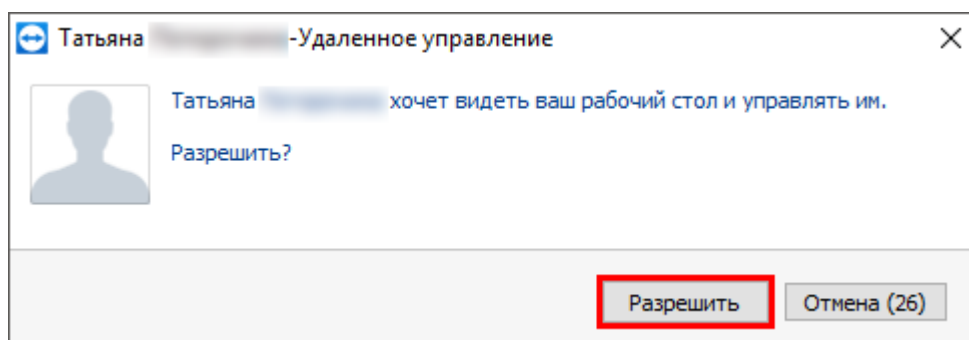 Татьяна -Удаленное управление
Татьяна хочет видеть ваш рабочий стол и управлять им.
Разрешить?
Разрешить
Отмена (26)